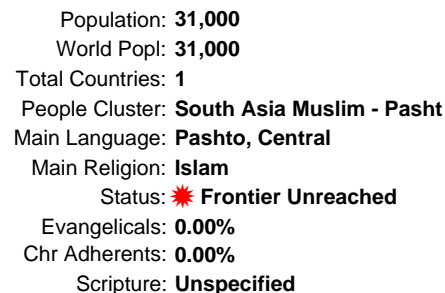 Population: 31,000
World Popl: 31,000
Total Countries: 1
People Cluster: South Asia Muslim - Pasht
Main Language: Pashto, Central
Main Religion: Islam
Status: Frontier Unreached
Evangelicals: 0.00%
Chr Adherents: 0.00%
Scripture: Unspecified